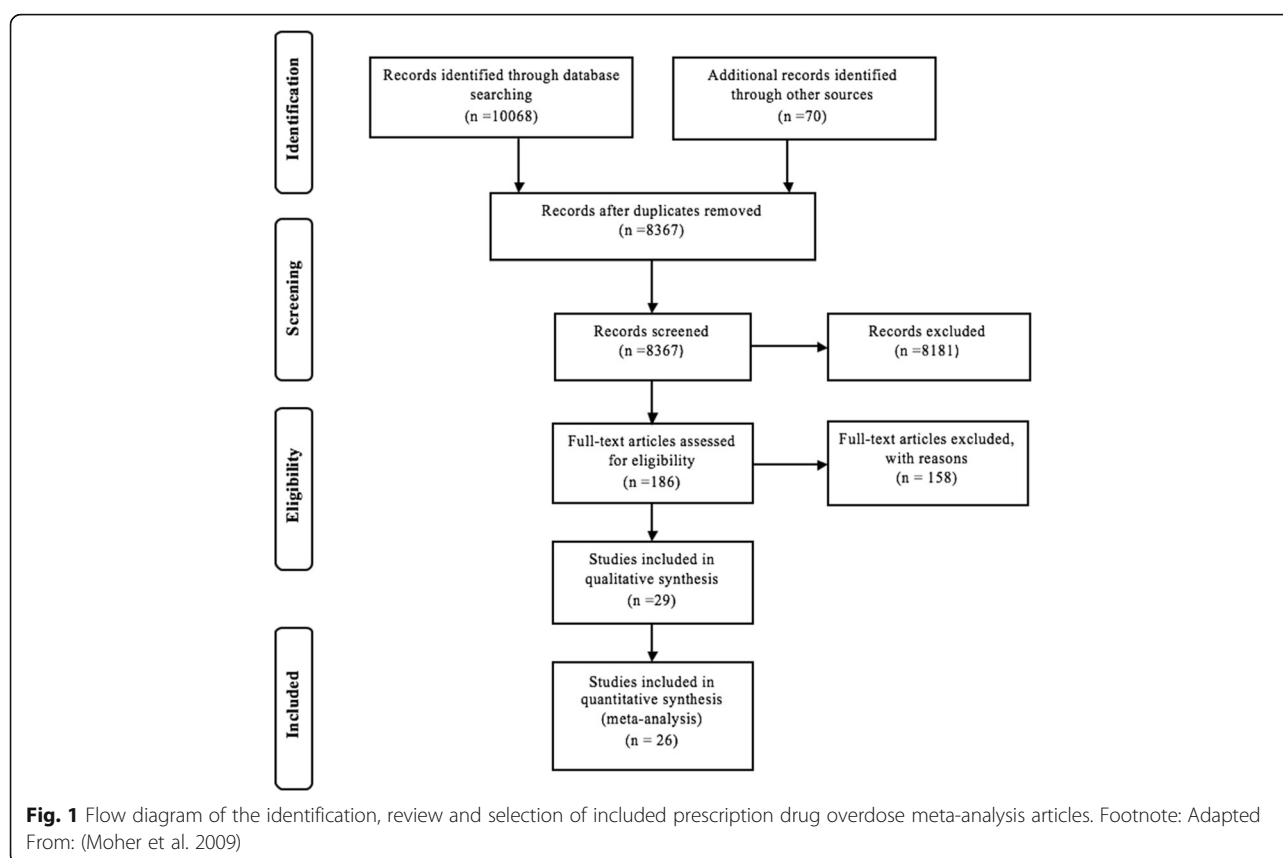 Identification
Records identified through database
searching
(n =10068)
Additional records identified
through other sources
(n =70)
Records after duplicates removed
(n =8367)
Screening
Records screened
(n =8367)
Records excluded
(n =8181)
Eligibility
Full-text articles assessed
for eligibility
(n =186)
Full-text articles excluded,
with reasons
(n = 158)
Studies included in
qualitative synthesis
(n =29)
Included
Studies included in
quantitative synthesis
(meta-analysis)
(n = 26)
Fig. 1 Flow diagram of the identification, review and selection of included prescription drug overdose meta-analysis articles. Footnote: Adapted
From: (Moher et al. 2009)